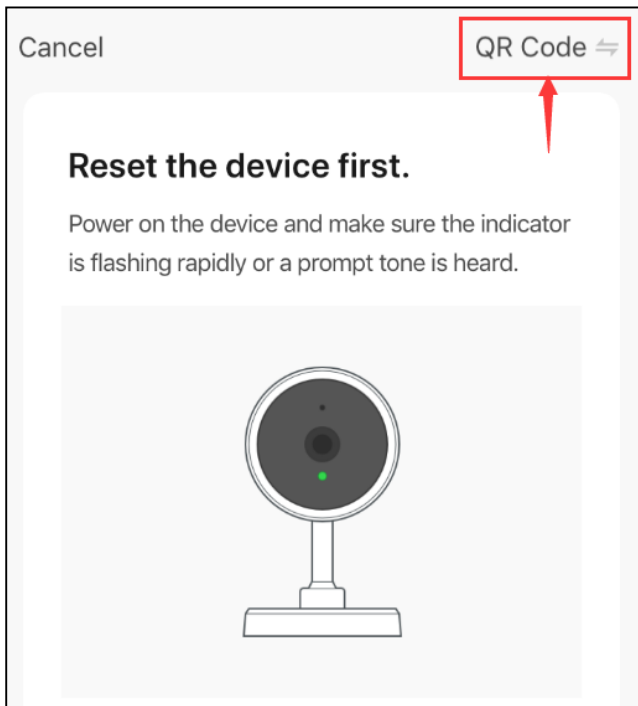 Cancel
QR Code
Reset the device first.
Power on the device and make sure the indicator
is flashing rapidly or a prompt tone is heard.